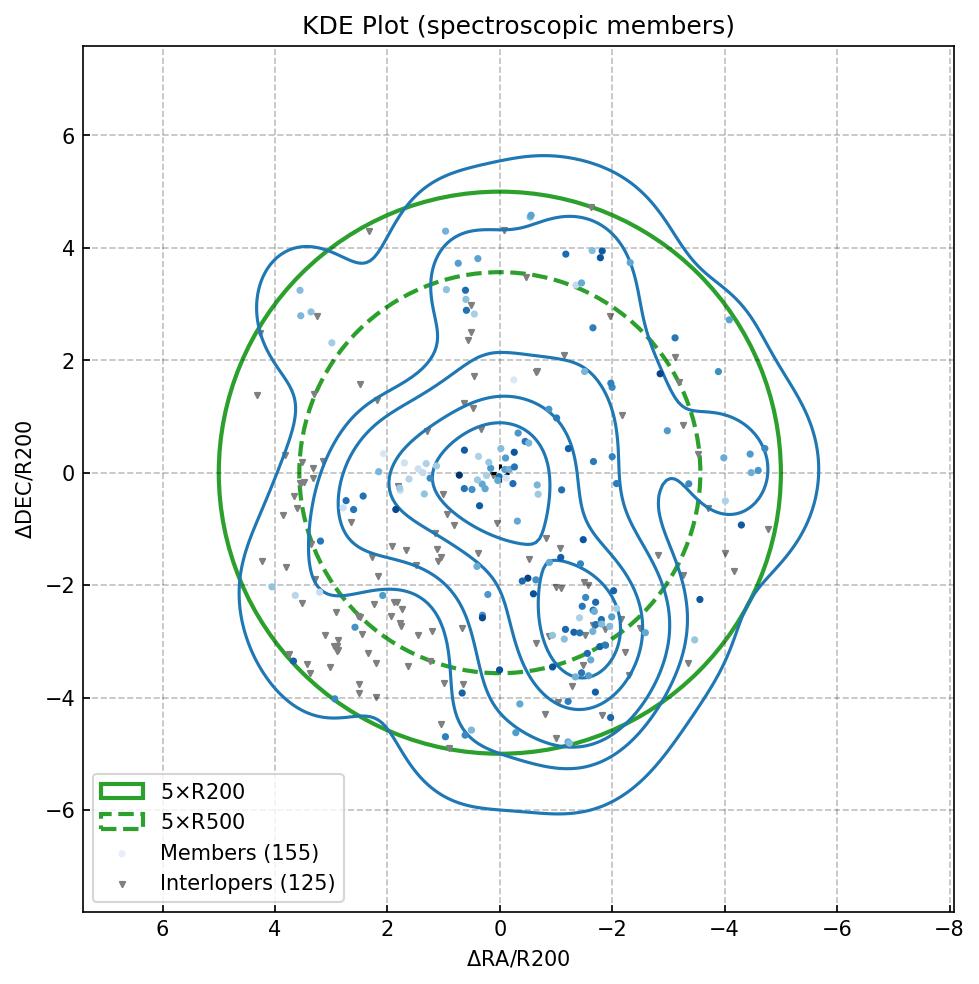 KDE Plot (spectroscopic members)
6
4
2
0
−2
−4
−6
ΔDEC/R200
5×R200
5×R500
Members (155)
Interlopers (125)
6 4 2 0 −2 −4 −6 −8
ΔRA/R200